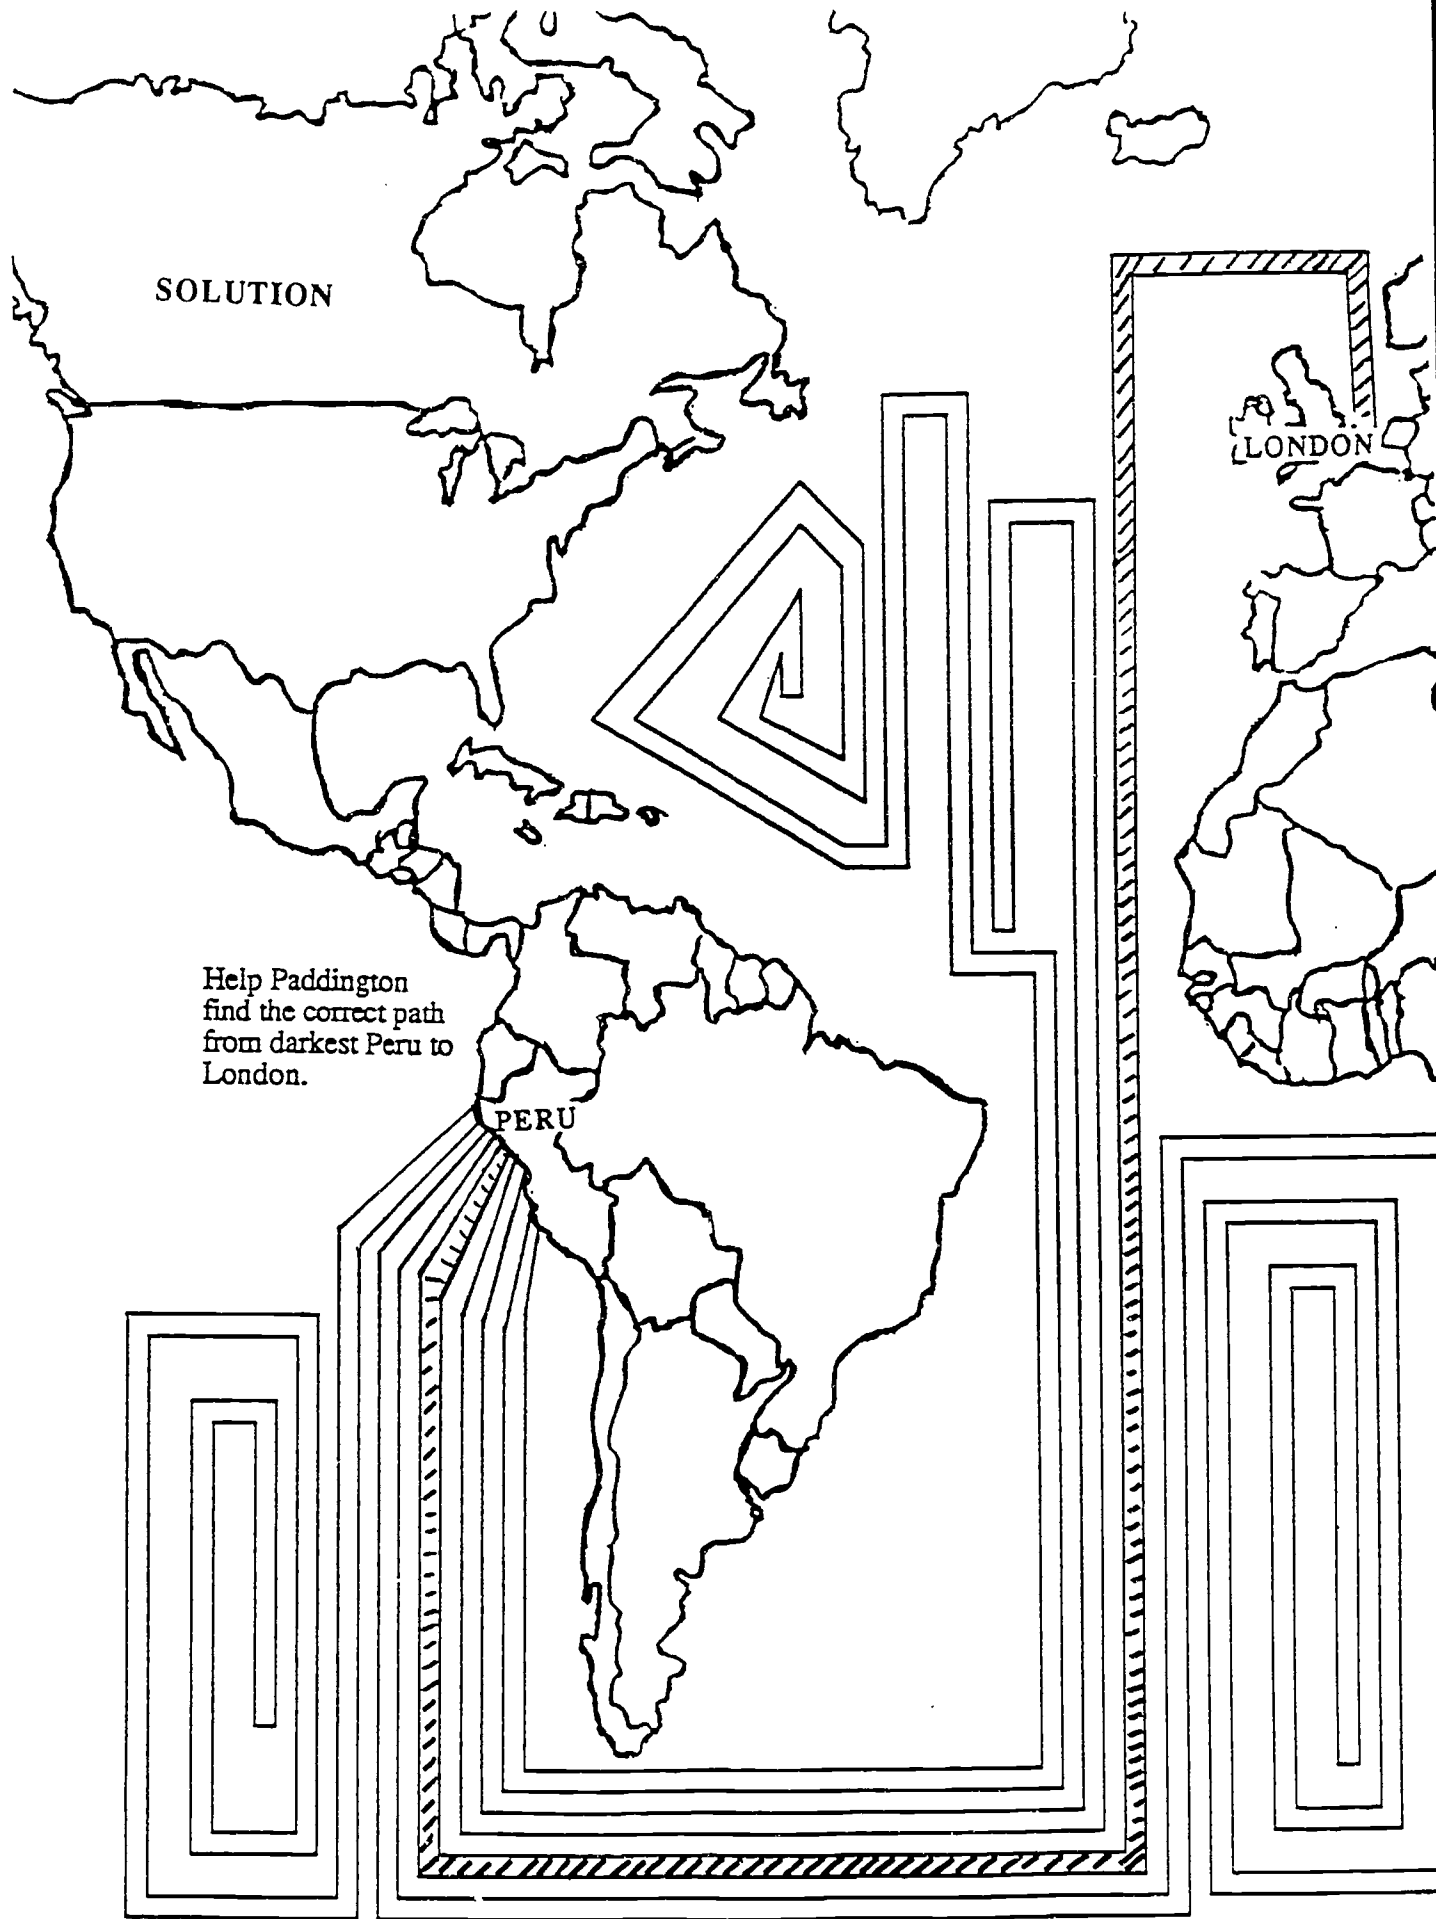 SOLUTION
LONDON
Help Paddington
find the correct path
from darkest Peru to
London.
PERU